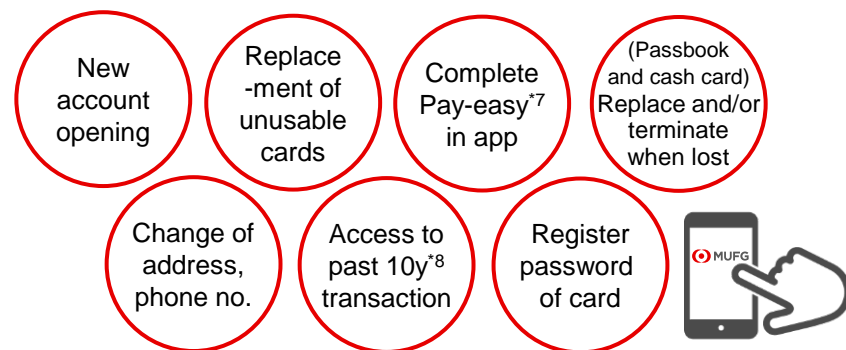 New
account
opening
Replace
-ment of
unusable
cards
Complete
Pay-easy*7
in app
(Passbook
and cash card)
Replace and/or
terminate
when lost
Change of
address,
phone no.
Access to
past 10y*8
transaction
Register
password
of card
MUFG